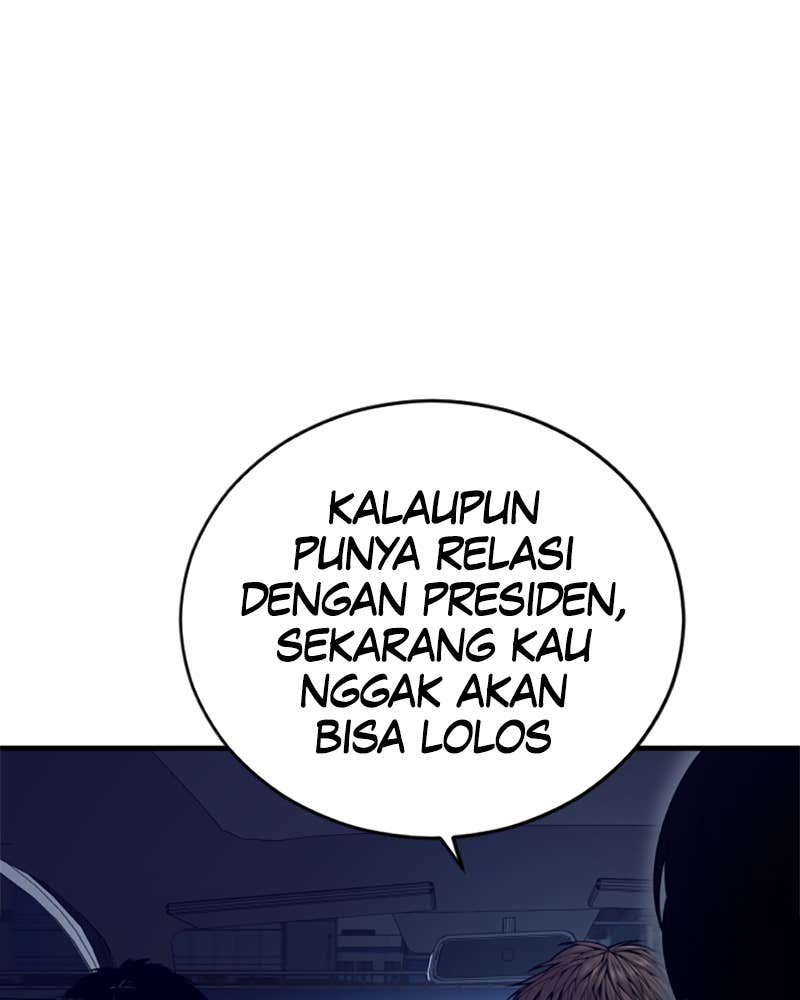 KALAUPUN
PUNYA RELASI
DENGAN PRESIDEN,
SEKARANG KAU
NGGAK AKAN
BISA LOLOS